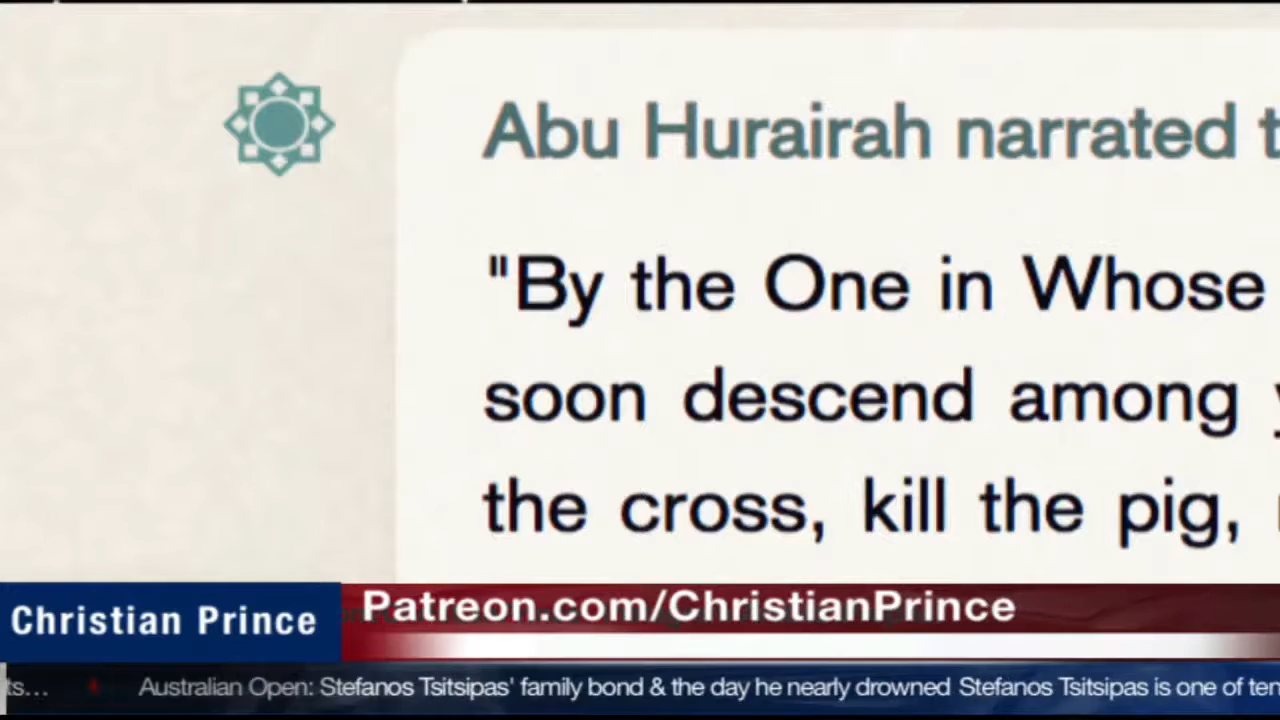 Abu Hurairah narrated t
"By the One in Whose
soon descend among y
the cross, kill the pig,
Christian Prince
Patreon.com/ChristianPrince
ts... Australian Open: Stefanos Tsitsipas' family bond & the day he nearly drowned Stefanos Tsitsipas is one of ten